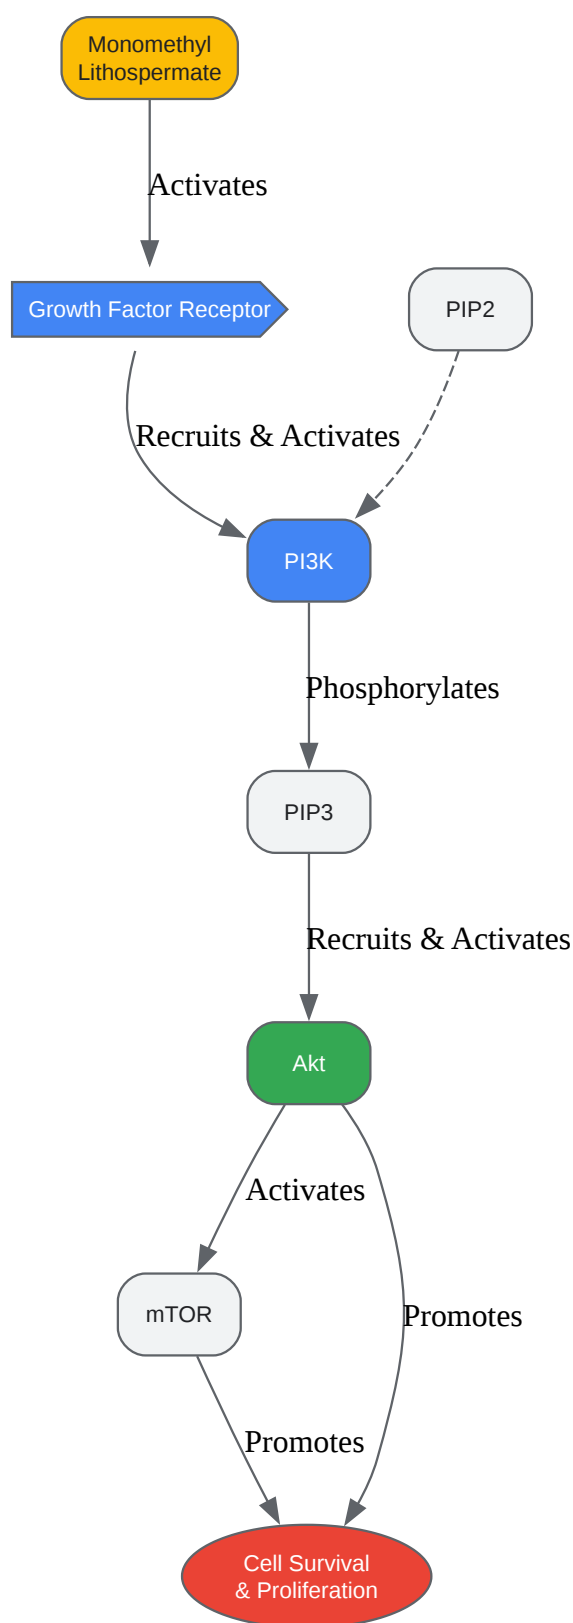 Monomethyl
Lithospermate
Activates
Growth Factor Receptor
PIP2
Recruits & Activates
PI3K
Phosphorylates
PIP3
Recruits & Activates
Akt
Activates
mTOR
Promotes
Promotes
Cell Survival
& Proliferation